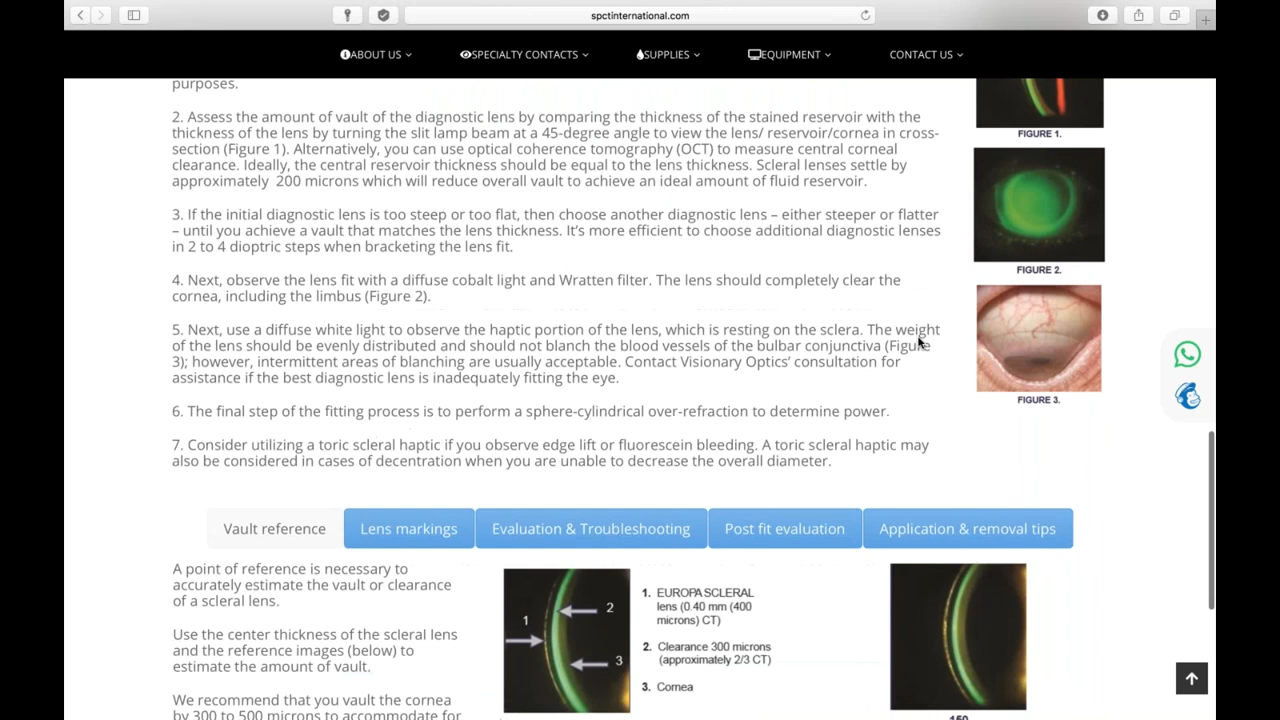 spctinternational.com
ABOUT US
SPECIALTY CONTACTS
SUPPLIES
EQUIPMENT
CONTACT US
purposes.
2. Assess the amount of vault of the diagnostic lens by comparing the thickness of the stained reservoir with the
thickness of the lens by turning the slit lamp beam at a 45-degree angle to view the lens/ reservoir/cornea in cross-
section (Figure 1). Alternatively, you can use optical coherence tomography (OCT) to measure central corneal
clearance. Ideally, the central reservoir thickness should be equal to the lens thickness. Scleral lenses settle by
approximately 200 microns which will reduce overall vault to achieve an ideal amount of fluid reservoir.
3. If the initial diagnostic lens is too steep or too flat, then choose another diagnostic lens – either steeper or flatter
– until you achieve a vault that matches the lens thickness. It's more efficient to choose additional diagnostic lenses
in 2 to 4 dioptric steps when bracketing the lens fit.
4. Next, observe the lens fit with a diffuse cobalt light and Wratten filter. The lens should completely clear the
cornea, including the limbus (Figure 2).
5. Next, use a diffuse white light to observe the haptic portion of the lens, which is resting on the sclera. The weight
of the lens should be evenly distributed and should not blanch the blood vessels of the bulbar conjunctiva (Figure
3); however, intermittent areas of blanching are usually acceptable. Contact Visionary Optics' consultation for
assistance if the best diagnostic lens is inadequately fitting the eye.
6. The final step of the fitting process is to perform a sphere-cylindrical over-refraction to determine power.
7. Consider utilizing a toric scleral haptic if you observe edge lift or fluorescein bleeding. A toric scleral haptic may
also be considered in cases of decentration when you are unable to decrease the overall diameter.
FIGURE 1.
FIGURE 2.
FIGURE 3.
Vault reference
Lens markings
Evaluation & Troubleshooting
Post fit evaluation
Application & removal tips
A point of reference is necessary to
accurately estimate the vault or clearance
of a scleral lens.
Use the center thickness of the scleral lens
and the reference images (below) to
estimate the amount of vault.
We recommend that you vault the cornea
by 300 to 500 microns to accommodate for
1
2
3
1. EUROPA SCLERAL
lens (0.40 mm (400
microns) CT)
2. Clearance 300 microns
(approximately 2/3 CT)
3. Cornea
150